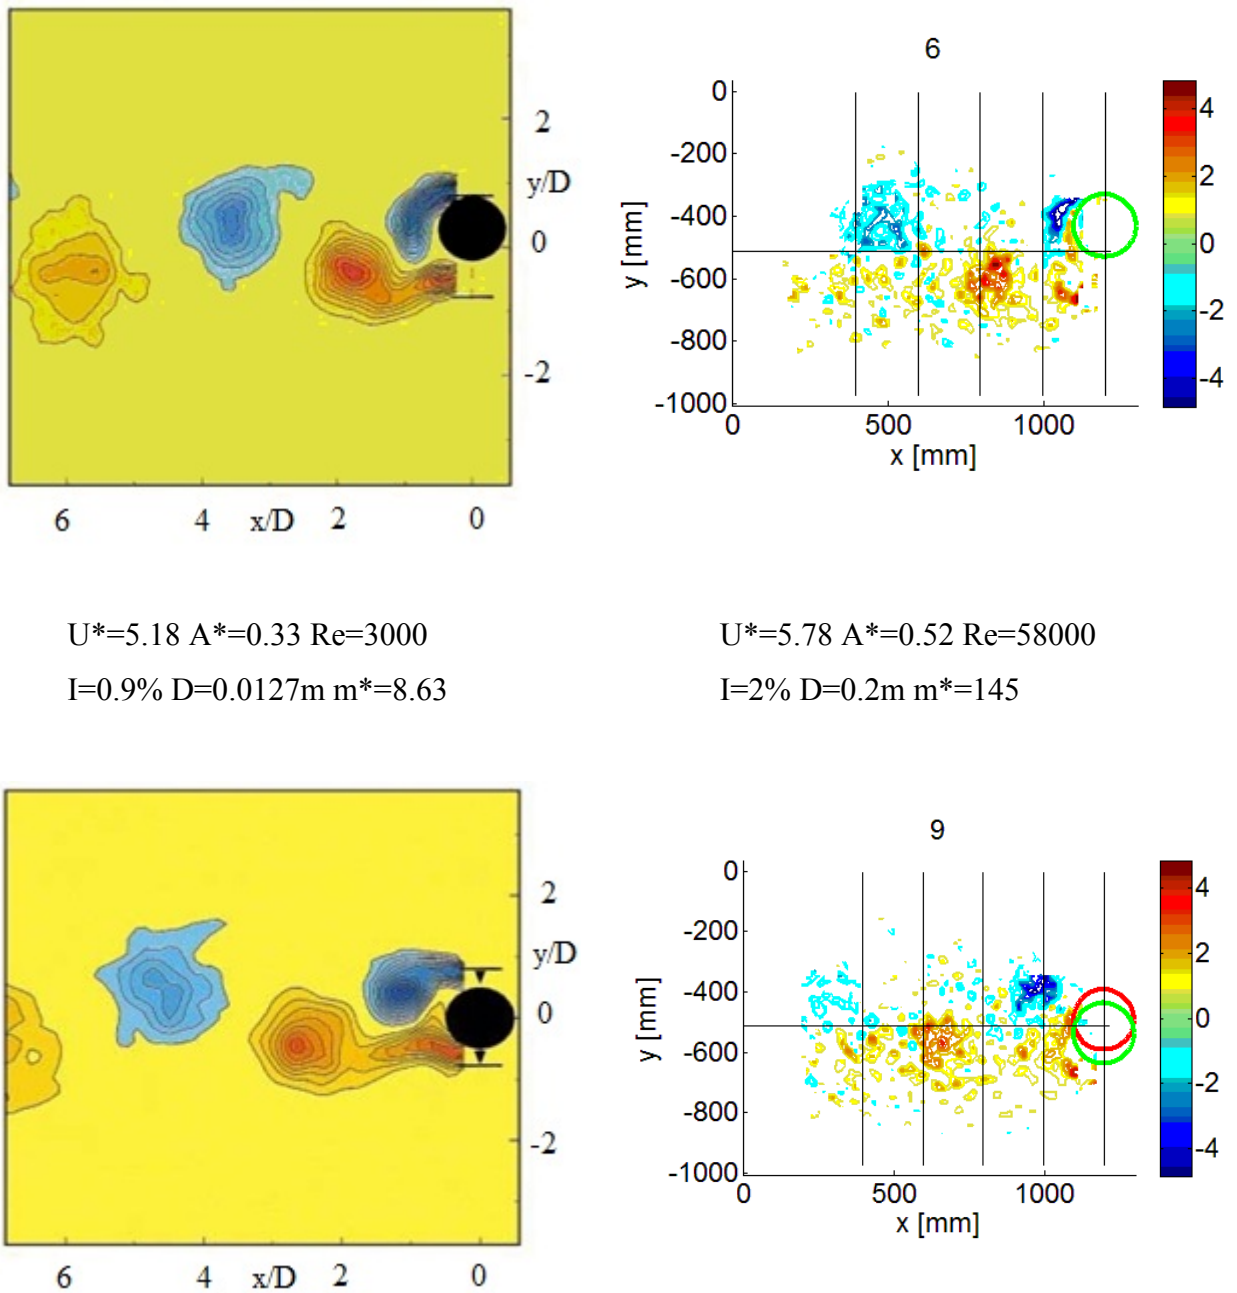 2
y/D
0
-2
6 4 x/D 2 0
6
0
-200
-400
-600
-800
-1000
y [mm]
0 500 1000
x [mm]
4
2
0
-2
-4
U*=5.18 A*=0.33 Re=3000
I=0.9% D=0.0127m m*=8.63
U*=5.78 A*=0.52 Re=58000
I=2% D=0.2m m*=145
2
y/D
0
-2
6 4 x/D 2 0
9
0
-200
-400
-600
-800
-1000
y [mm]
0 500 1000
x [mm]
4
2
0
-2
-4